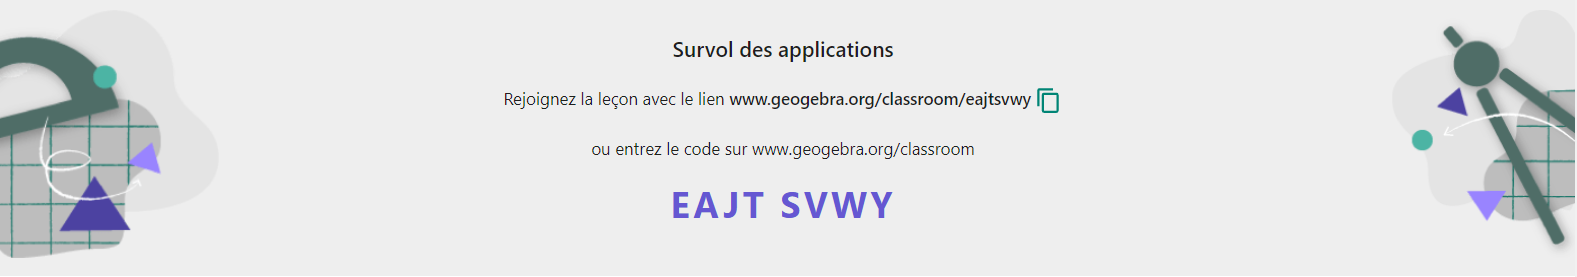 Survol des applications
Rejoignez la leçon avec le lien www.geogebra.org/classroom/eajtsvwy
ou entrez le code sur www.geogebra.org/classroom
EAJT SVWY